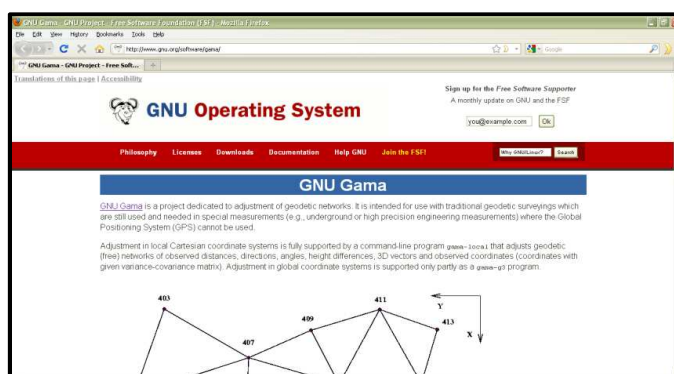 GNU Gama - GNU Project - Free Software Foundation (FSF) - Mozilla Firefox
File Edit View History Bookmarks Tools Help
http://www.gnu.org/software/gama/
Google
GNU Gama - GNU Project - Free Soft...
Translations of this page | Accessibility
Sign up for the Free Software Supporter
A monthly update on GNU and the FSF
you@example.com Ok
GNU Operating System
Philosophy Licenses Downloads Documentation Help GNU Join the FSF! Why GNU/Linux? Search
GNU Gama
GNU Gama is a project dedicated to adjustment of geodetic networks. It is intended for use with traditional geodetic surveyings which
are still used and needed in special measurements (e.g., underground or high precision engineering measurements) where the Global
Positioning System (GPS) cannot be used.
Adjustment in local Cartesian coordinate systems is fully supported by a command-line program gama-local that adjusts geodetic
(free) networks of observed distances, directions, angles, height differences, 3D vectors and observed coordinates (coordinates with
given variance-covariance matrix). Adjustment in global coordinate systems is supported only partly as a gama-g3 program.
403
411
Y
409
413
X
407